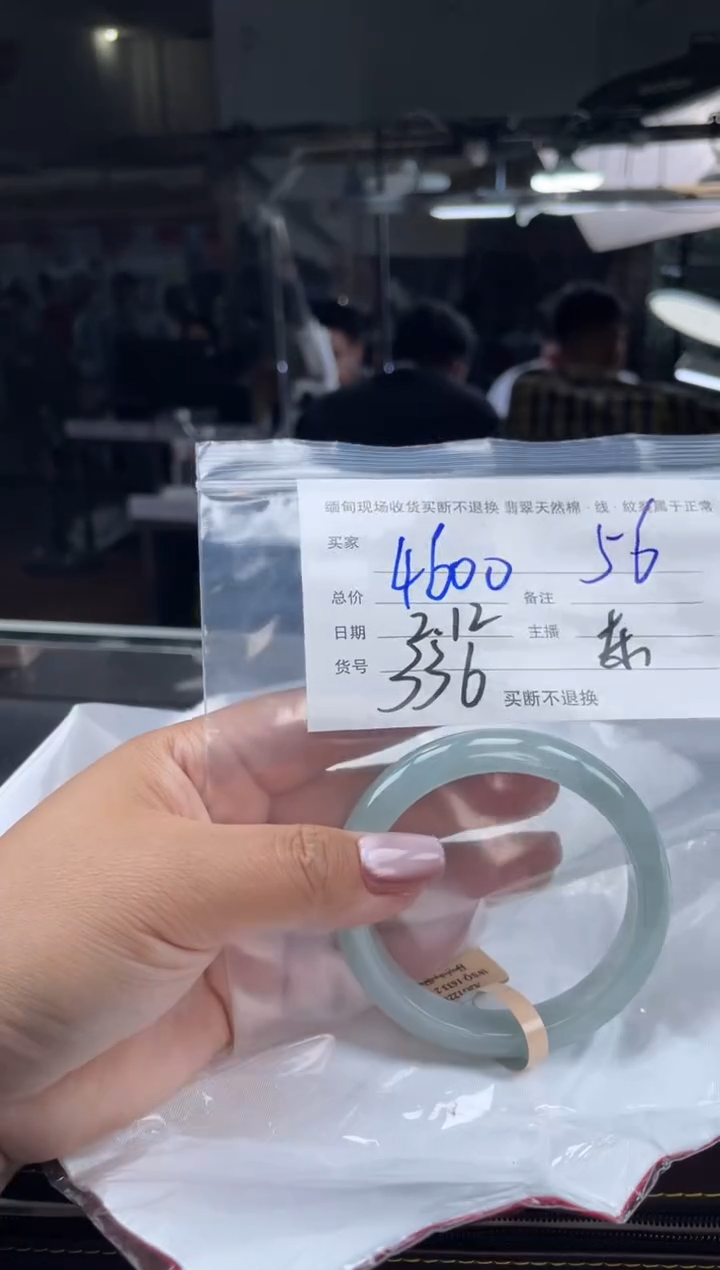 缅甸现场收货买断不退换 翡翠天然棉·线·紋裂属于正常
买家 4600 56
总价 备注
日期 2.12 主播
货号 336 买断不退换